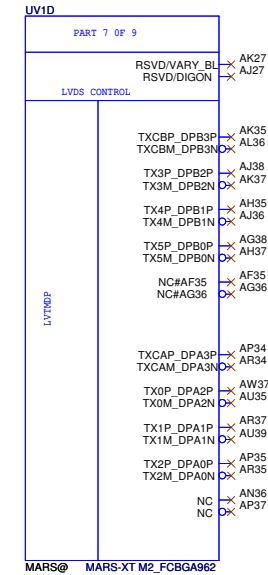 UV1D
PART 7 OF 9
RSVD/VARY_BL AK27
RSVD/DIGON AJ27
LVDS CONTROL
TXCBP_DPB3P AK35
TXCBM_DPB3N AL36
TX3P_DPB2P AJ38
TX3M_DPB2N AK37
TX4P_DPB1P AH35
TX4M_DPB1N AJ36
TX5P_DPB0P AG38
TX5M_DPB0N AH37
NC#AF35 AF35
NC#AG36 AG36
LVTMDP
TXCAP_DPA3P AP34
TXCAM_DPA3N AR34
TX0P_DPA2P AW37
TX0M_DPA2N AU35
TX1P_DPA1P AR37
TX1M_DPA1N AU39
TX2P_DPA0P AP35
TX2M_DPA0N AR35
NC AN36
NC AP37
MARS@ MARS-XT M2_FCBGA962